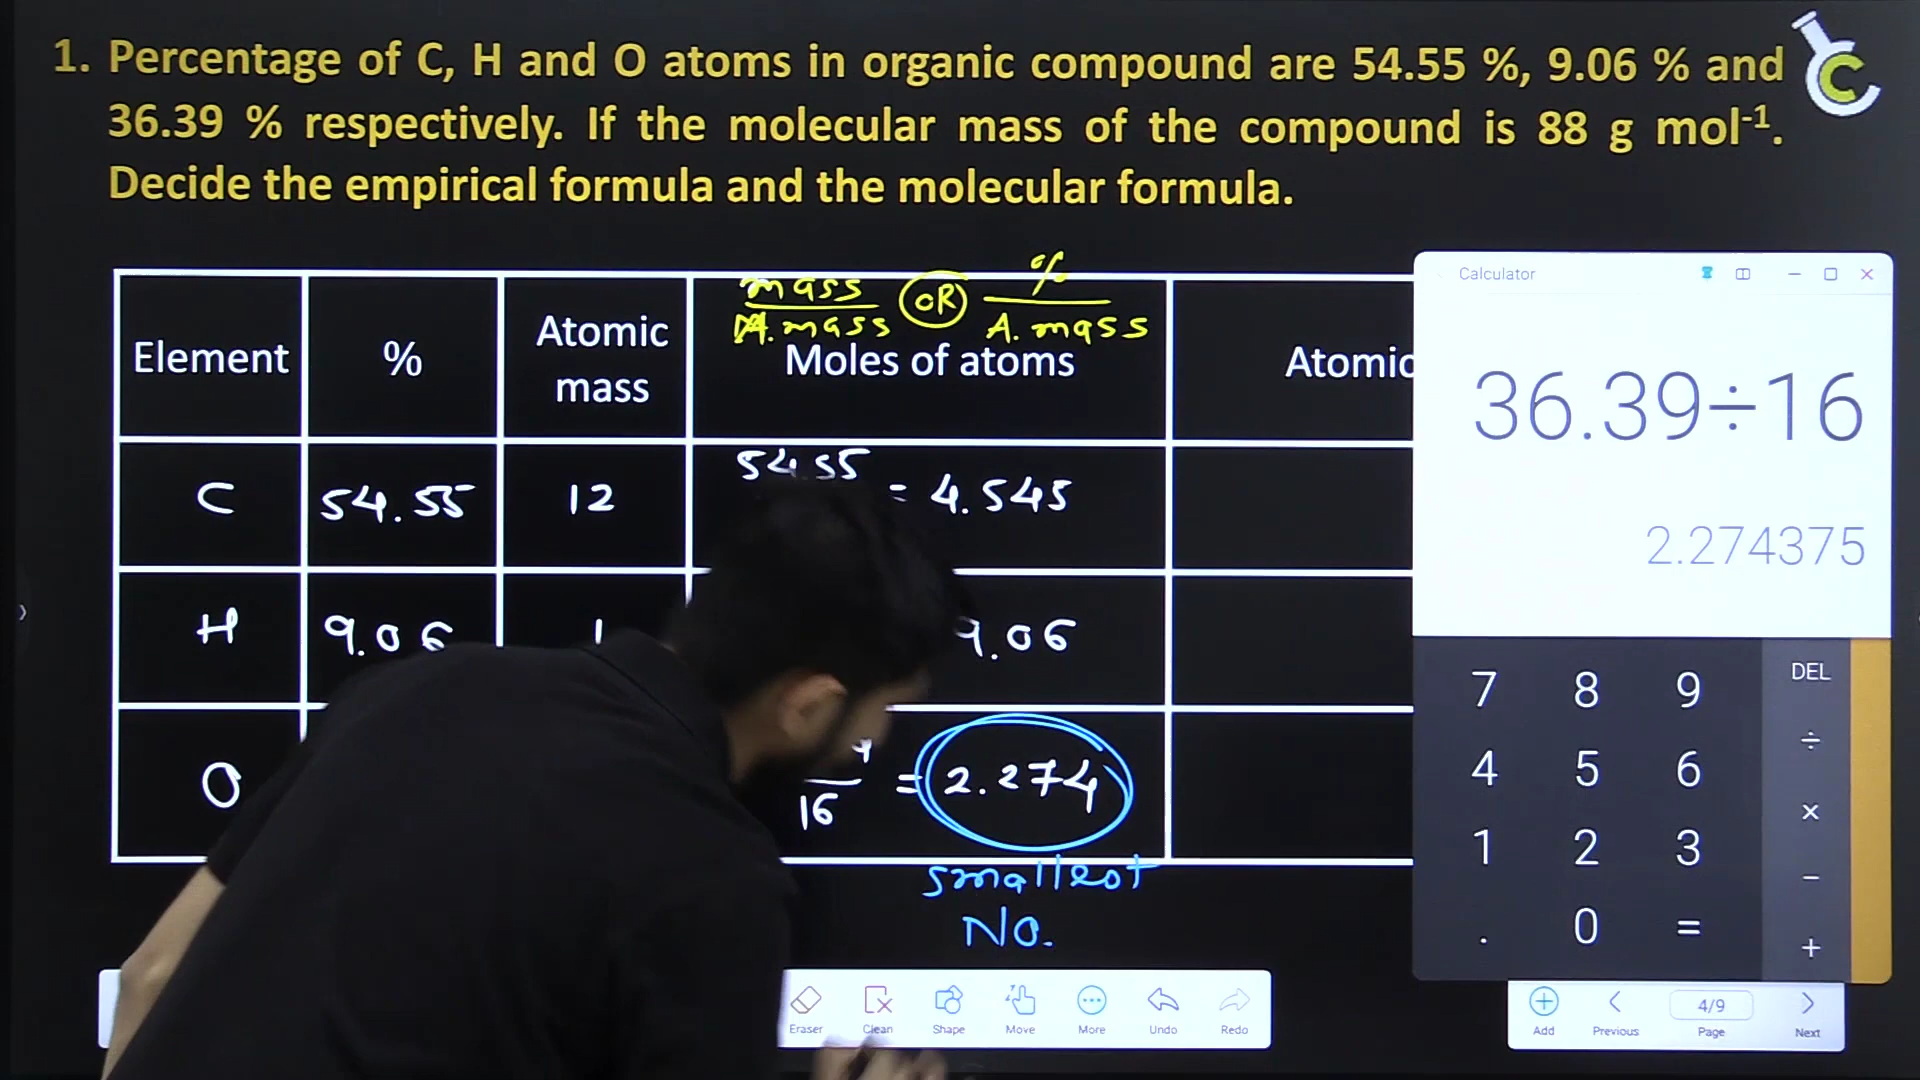 1. Percentage of C, H and O atoms in organic compound are 54.55 %, 9.06 % and
36.39 % respectively. If the molecular mass of the compound is 88 g mol⁻¹.
Decide the empirical formula and the molecular formula.
Element
%
Atomic
mass
mass / A. mass OR % / A. mass
Moles of atoms
Atomic
C
54.55
12
54.55
= 4.545
H
9.06
1
9.06
O
16
= 2.274
smallest
No.
Calculator
36.39÷16
2.274375
7 8 9 DEL
÷
4 5 6
×
1 2 3
−
. 0 =
+
Eraser
Clean
Shape
Move
More
Undo
Redo
Add
Previous
4/9
Page
Next